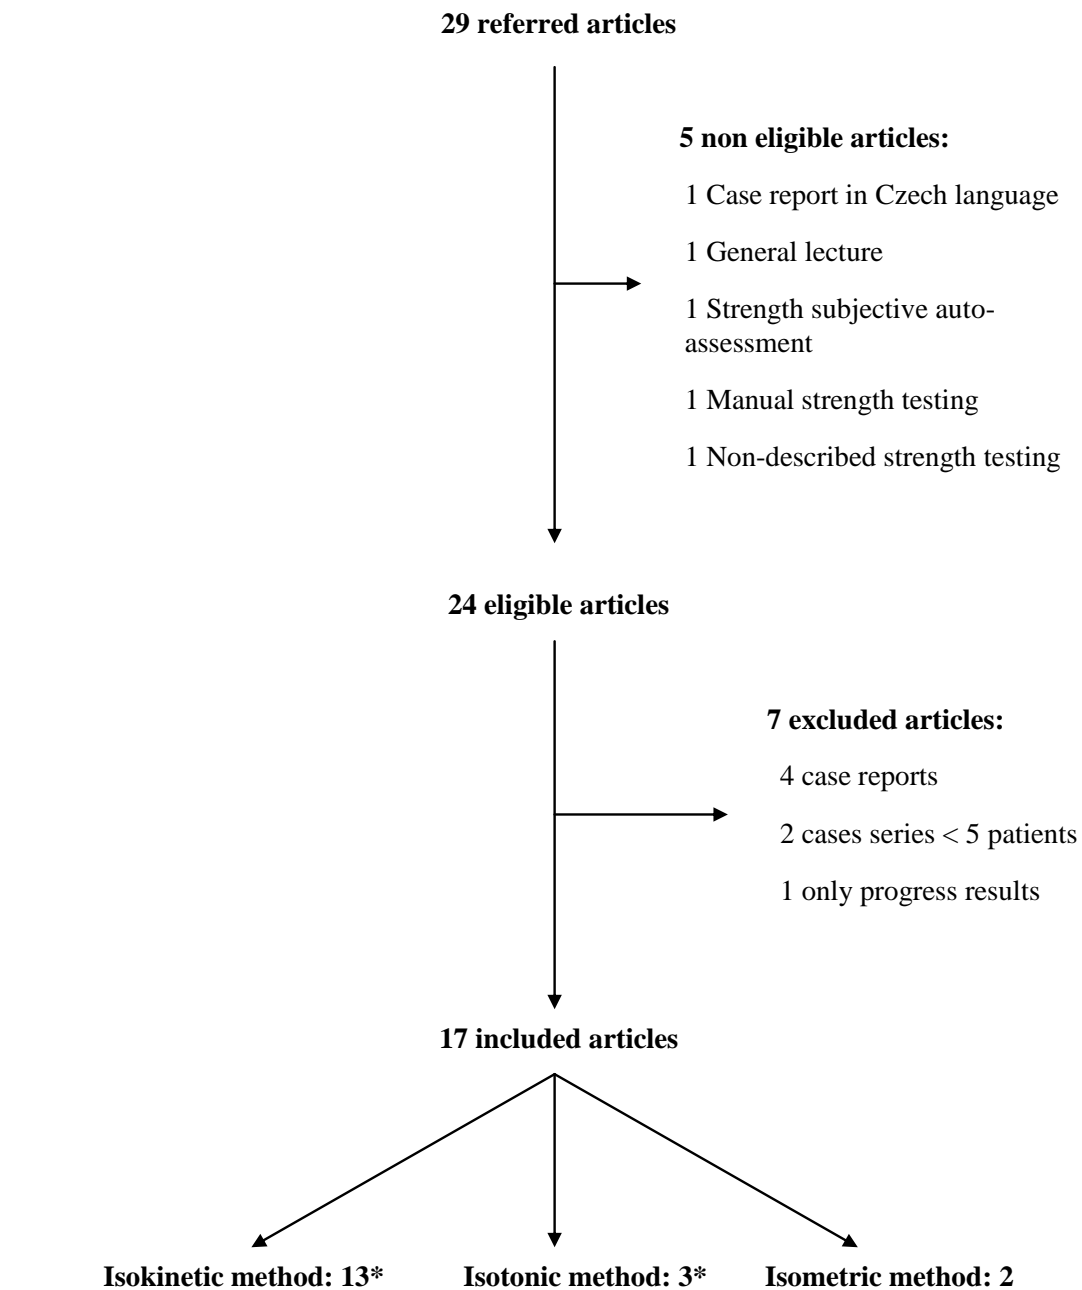 29 referred articles
5 non eligible articles:
1 Case report in Czech language
1 General lecture
1 Strength subjective auto-
assessment
1 Manual strength testing
1 Non-described strength testing
24 eligible articles
7 excluded articles:
4 case reports
2 cases series < 5 patients
1 only progress results
17 included articles
Isokinetic method: 13*
Isotonic method: 3*
Isometric method: 2